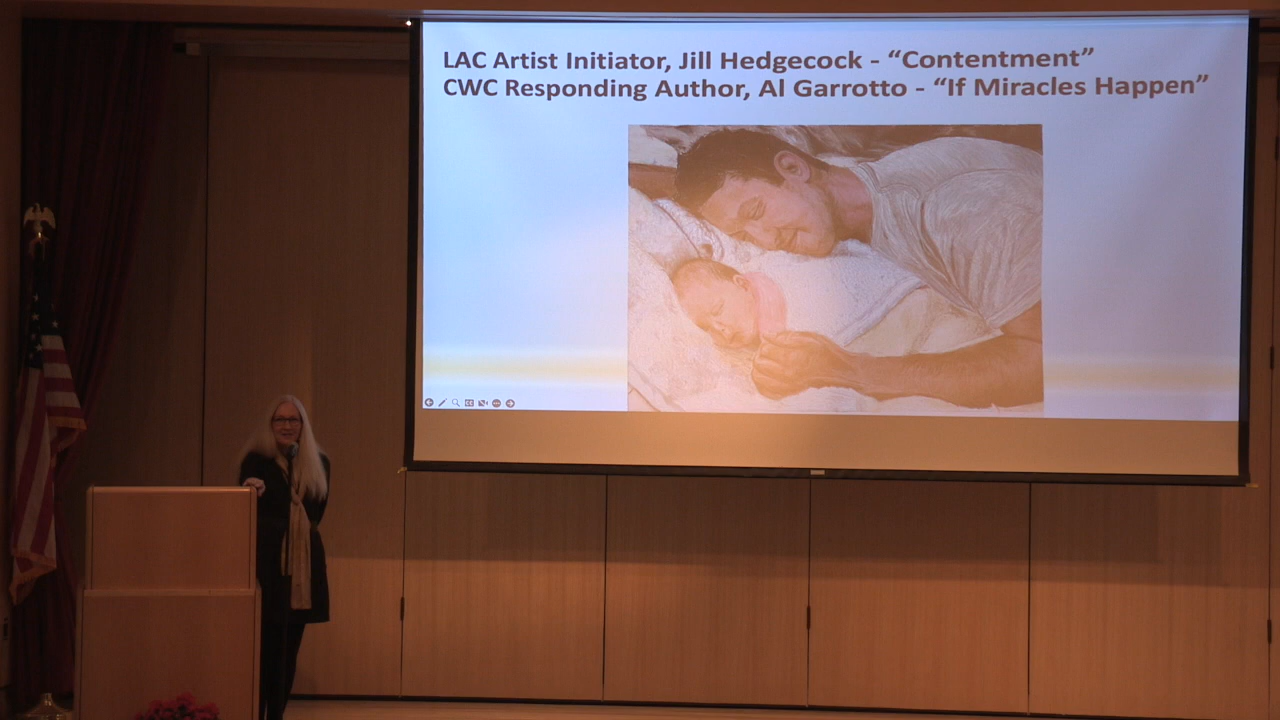 LAC Artist Initiator, Jill Hedgecock - “Contentment”
CWC Responding Author, Al Garrotto - “If Miracles Happen”